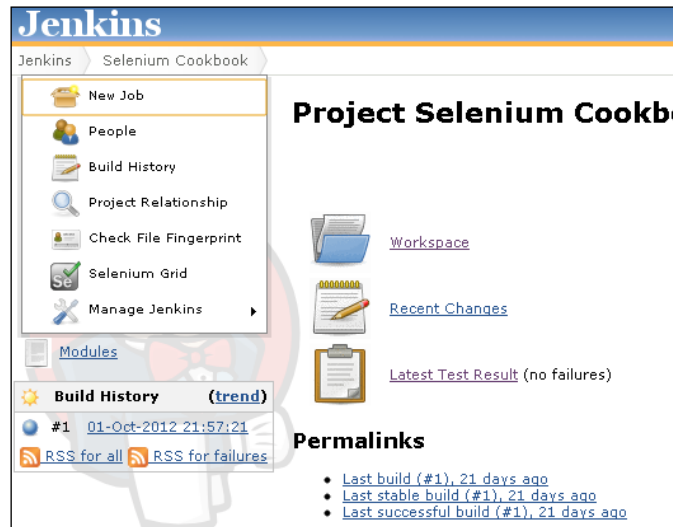 Jenkins
Jenkins Selenium Cookbook
New Job
People
Build History
Project Relationship
Check File Fingerprint
Selenium Grid
Manage Jenkins
Modules
Build History (trend)
#1 01-Oct-2012 21:57:21
RSS for all RSS for failures
Project Selenium Cookb
Workspace
Recent Changes
Latest Test Result (no failures)
Permalinks
Last build (#1), 21 days ago
Last stable build (#1), 21 days ago
Last successful build (#1), 21 days ago